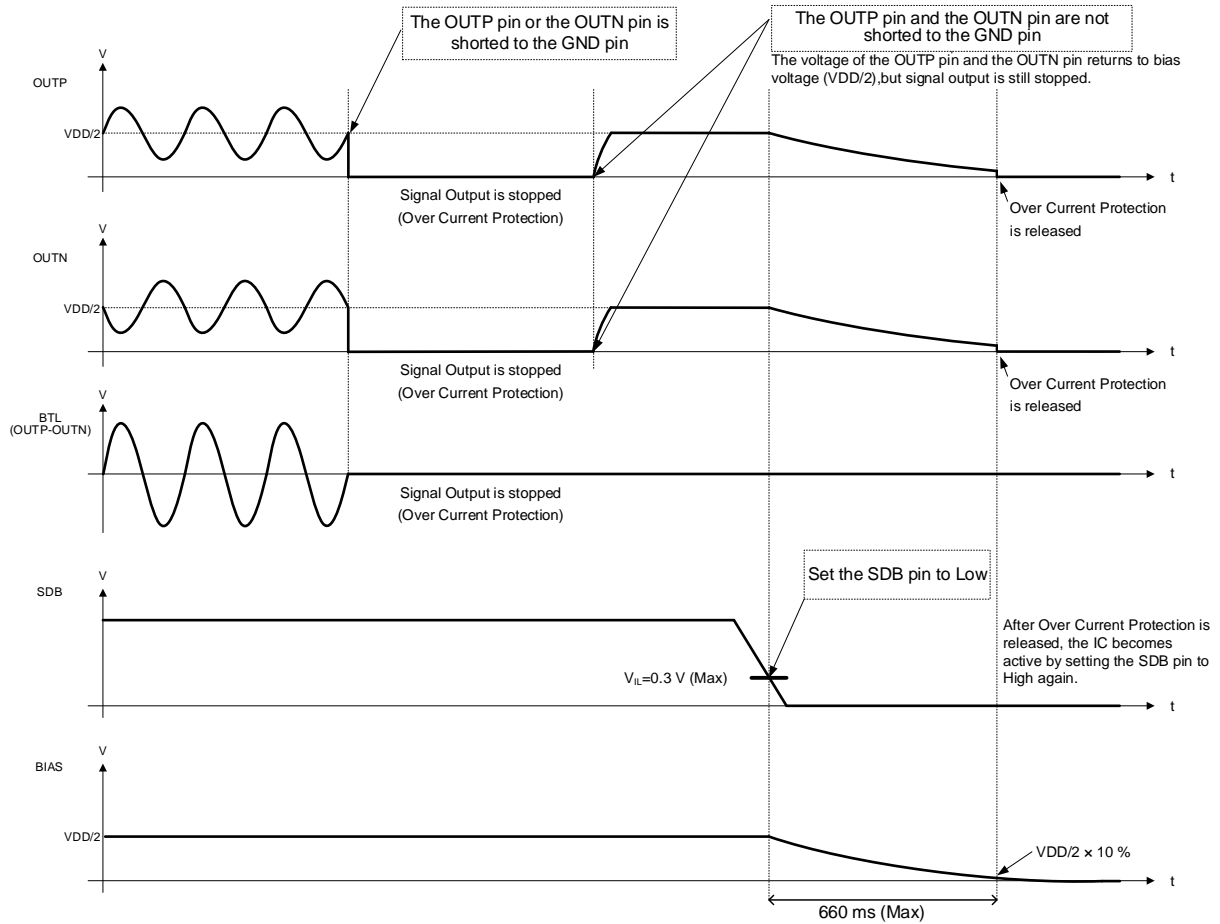 The OUTP pin or the OUTN pin is
shorted to the GND pin
The OUTP pin and the OUTN pin are not
shorted to the GND pin
The voltage of the OUTP pin and the OUTN pin returns to bias
voltage (VDD/2),but signal output is still stopped.
V
OUTP
VDD/2
t
Signal Output is stopped
(Over Current Protection)
Over Current Protection
is released
V
OUTN
VDD/2
t
Signal Output is stopped
(Over Current Protection)
Over Current Protection
is released
V
BTL
(OUTP-OUTN)
t
Signal Output is stopped
(Over Current Protection)
V
SDB
Set the SDB pin to Low
After Over Current Protection is
released, the IC becomes
active by setting the SDB pin to
High again.
VIL=0.3 V (Max)
t
V
BIAS
VDD/2
VDD/2 × 10 %
t
660 ms (Max)